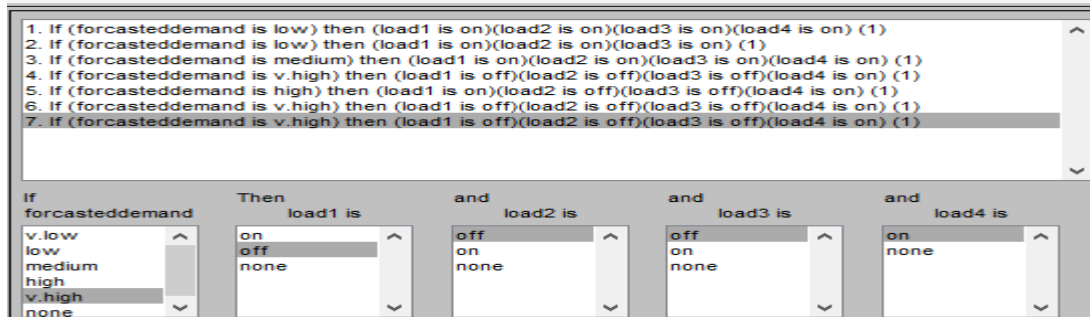 1. If (forcasteddemand is low) then (load1 is on)(load2 is on)(load3 is on)(load4 is on) (1)
2. If (forcasteddemand is low) then (load1 is on)(load2 is on)(load3 is on) (1)
3. If (forcasteddemand is medium) then (load1 is on)(load2 is on)(load3 is on)(load4 is on) (1)
4. If (forcasteddemand is v.high) then (load1 is off)(load2 is off)(load3 is off)(load4 is on) (1)
5. If (forcasteddemand is high) then (load1 is on)(load2 is off)(load3 is off)(load4 is on) (1)
6. If (forcasteddemand is v.high) then (load1 is off)(load2 is off)(load3 is off)(load4 is on) (1)
7. If (forcasteddemand is v.high) then (load1 is off)(load2 is off)(load3 is off)(load4 is on) (1)
If
forcasteddemand
v.low
low
medium
high
v.high
none
Then
load1 is
on
off
none
and
load2 is
off
on
none
and
load3 is
off
on
none
and
load4 is
on
none